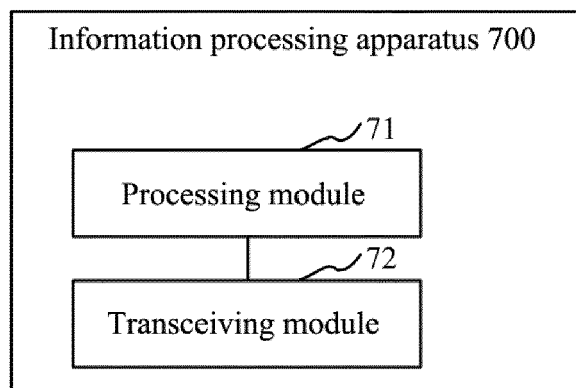 Information processing apparatus 700
71
Processing module
72
Transceiving module